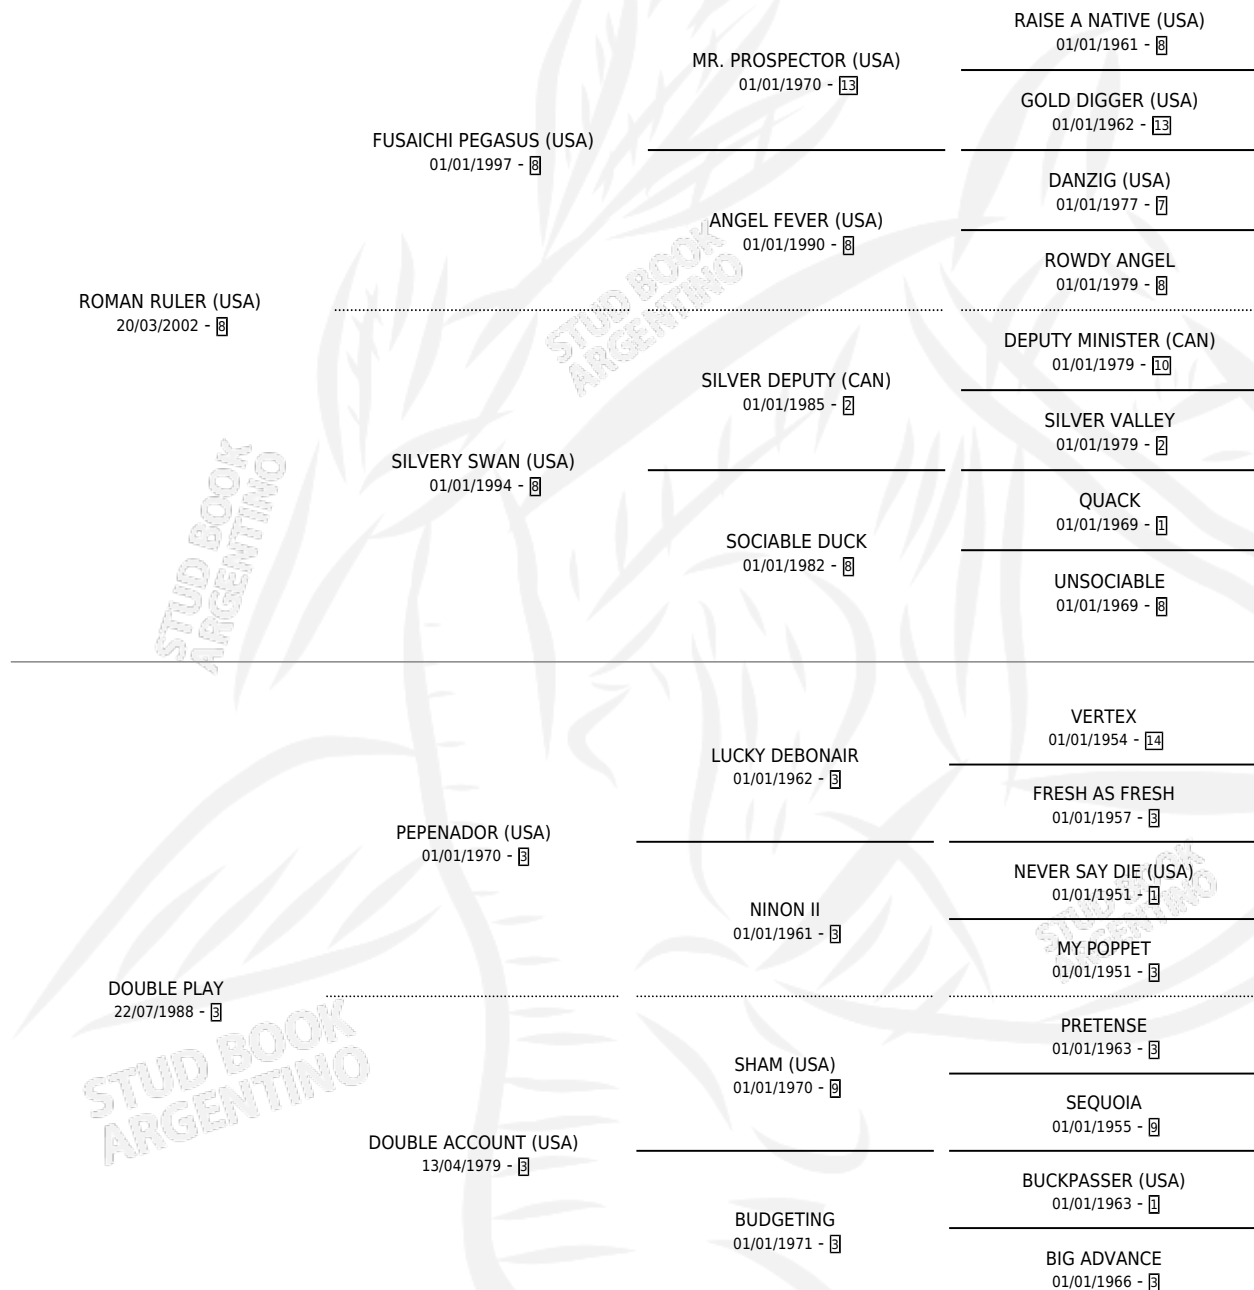 RAISE A NATIVE (USA)
01/01/1961 - 8
MR. PROSPECTOR (USA)
01/01/1970 - 13
GOLD DIGGER (USA)
01/01/1962 - 13
FUSAICHI PEGASUS (USA)
01/01/1997 - 8
DANZIG (USA)
01/01/1977 - 7
ANGEL FEVER (USA)
01/01/1990 - 8
ROWDY ANGEL
01/01/1979 - 8
ROMAN RULER (USA)
20/03/2002 - 8
DEPUTY MINISTER (CAN)
01/01/1979 - 10
SILVER DEPUTY (CAN)
01/01/1985 - 2
SILVER VALLEY
01/01/1979 - 2
SILVERY SWAN (USA)
01/01/1994 - 8
QUACK
01/01/1969 - 1
SOCIABLE DUCK
01/01/1982 - 8
UNSOCIABLE
01/01/1969 - 8
VERTEX
01/01/1954 - 14
LUCKY DEBONAIR
01/01/1962 - 3
FRESH AS FRESH
01/01/1957 - 3
PEPENADOR (USA)
01/01/1970 - 3
NEVER SAY DIE (USA)
01/01/1951 - 1
NINON II
01/01/1961 - 3
MY POPPET
01/01/1951 - 3
DOUBLE PLAY
22/07/1988 - 3
PRETENSE
01/01/1963 - 3
SHAM (USA)
01/01/1970 - 9
SEQUOIA
01/01/1955 - 9
DOUBLE ACCOUNT (USA)
13/04/1979 - 3
BUCKPASSER (USA)
01/01/1963 - 1
BUDGETING
01/01/1971 - 3
BIG ADVANCE
01/01/1966 - 3
STUD BOOK
ARGENTINO
STUD BOOK
ARGENTINO
STUD BOOK
ARGENTINO
STUD BOOK
ARGENTINO